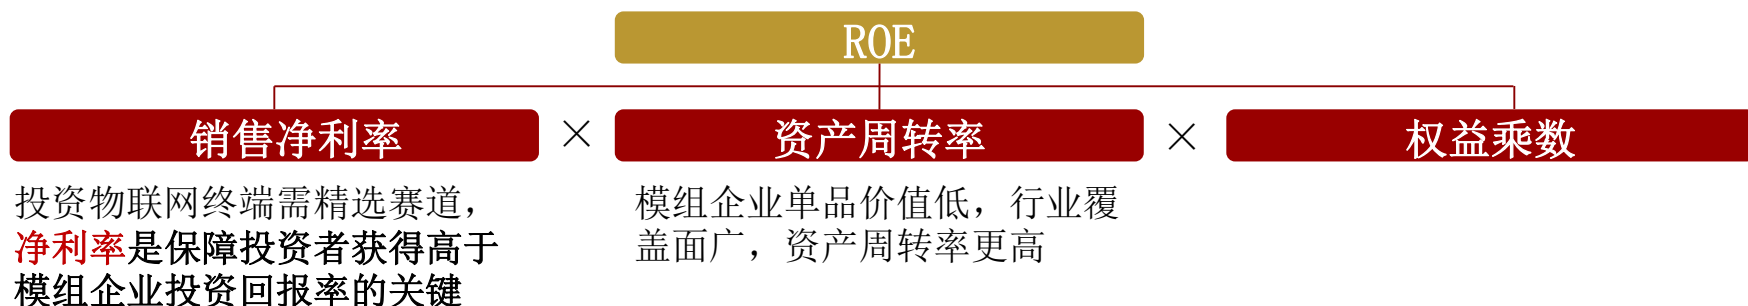 ROE
销售净利率 × 资产周转率 × 权益乘数
投资物联网终端需精选赛道，
净利率是保障投资者获得高于
模组企业投资回报率的关键
模组企业单品价值低，行业覆
盖面广，资产周转率更高